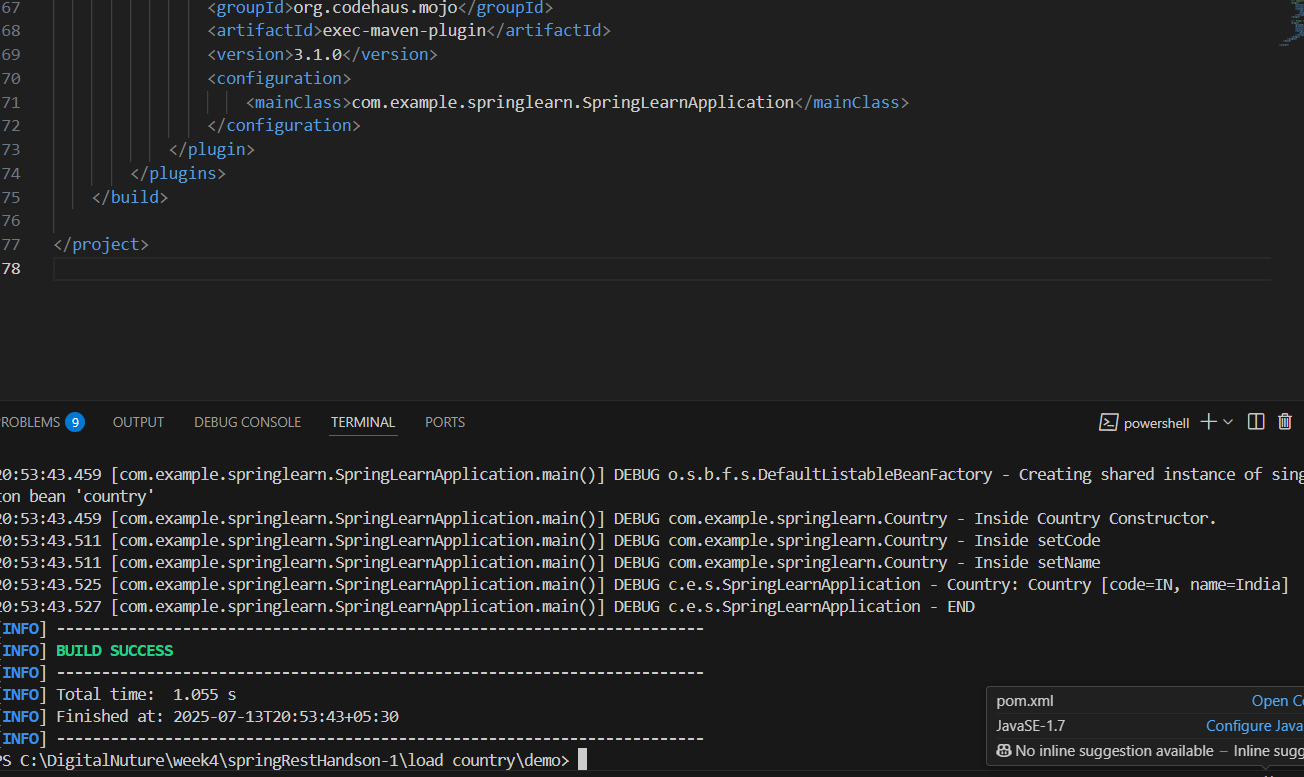 67 <groupId>org.codehaus.mojo</groupId>
68 <artifactId>exec-maven-plugin</artifactId>
69 <version>3.1.0</version>
70 <configuration>
71 <mainClass>com.example.springlearn.SpringLearnApplication</mainClass>
72 </configuration>
73 </plugin>
74 </plugins>
75 </build>
76
77 </project>
78
ROBLEMS 9 OUTPUT DEBUG CONSOLE TERMINAL PORTS powershell
20:53:43.459 [com.example.springlearn.SpringLearnApplication.main()] DEBUG o.s.b.f.s.DefaultListableBeanFactory - Creating shared instance of sing
ton bean 'country'
20:53:43.459 [com.example.springlearn.SpringLearnApplication.main()] DEBUG com.example.springlearn.Country - Inside Country Constructor.
20:53:43.511 [com.example.springlearn.SpringLearnApplication.main()] DEBUG com.example.springlearn.Country - Inside setCode
20:53:43.511 [com.example.springlearn.SpringLearnApplication.main()] DEBUG com.example.springlearn.Country - Inside setName
20:53:43.525 [com.example.springlearn.SpringLearnApplication.main()] DEBUG c.e.s.SpringLearnApplication - Country: Country [code=IN, name=India]
20:53:43.527 [com.example.springlearn.SpringLearnApplication.main()] DEBUG c.e.s.SpringLearnApplication - END
[INFO] ------------------------------------------------------------------------
[INFO] BUILD SUCCESS
[INFO] ------------------------------------------------------------------------
[INFO] Total time:  1.055 s
[INFO] Finished at: 2025-07-13T20:53:43+05:30
[INFO] ------------------------------------------------------------------------
PS C:\DigitalNuture\week4\springRestHandson-1\load country\demo>
pom.xml Open Co
JavaSE-1.7 Configure Java
No inline suggestion available – Inline sugg